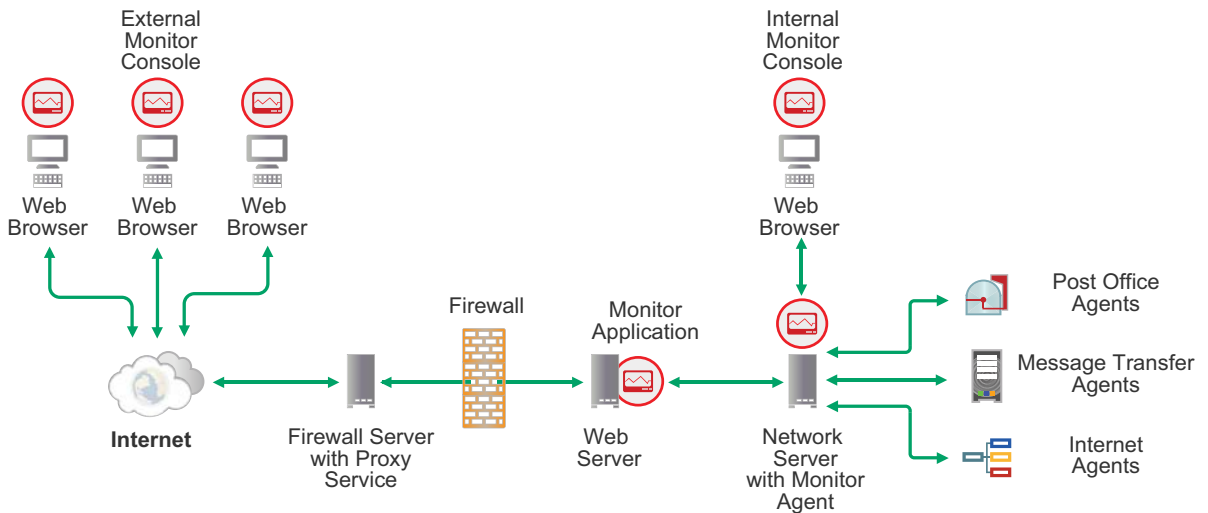 External
Monitor
Console
Internal
Monitor
Console
Web
Browser
Web
Browser
Web
Browser
Web
Browser
Firewall
Monitor
Application
Post Office
Agents
Message Transfer
Agents
Internet
Agents
Internet
Firewall Server
with Proxy
Service
Web
Server
Network
Server
with Monitor
Agent